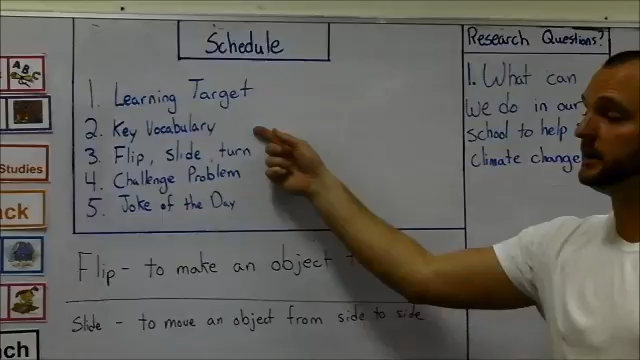 Schedule
1. Learning Target
2. Key Vocabulary
3. Flip, slide, turn
4. Challenge Problem
5. Joke of the Day
Flip - to make an object
Slide - to move an object from side to side
Research Questions?
1. What can
we do in our
school to help
climate change
ABC
Studies
ack
ch